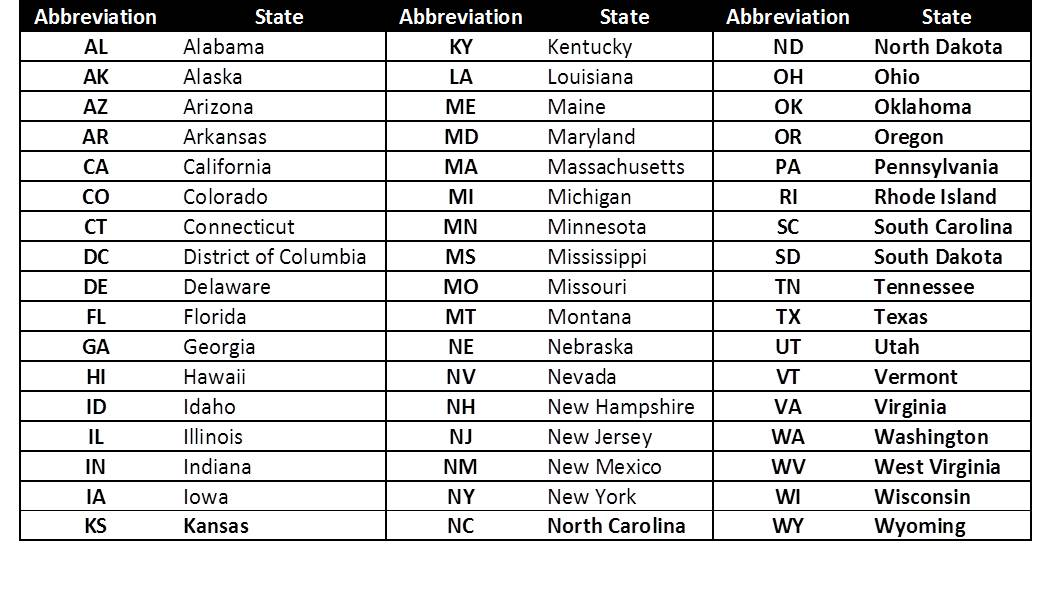 Abbreviation State Abbreviation State Abbreviation State
AL Alabama KY Kentucky ND North Dakota
AK Alaska LA Louisiana OH Ohio
AZ Arizona ME Maine OK Oklahoma
AR Arkansas MD Maryland OR Oregon
CA California MA Massachusetts PA Pennsylvania
CO Colorado MI Michigan RI Rhode Island
CT Connecticut MN Minnesota SC South Carolina
DC District of Columbia MS Mississippi SD South Dakota
DE Delaware MO Missouri TN Tennessee
FL Florida MT Montana TX Texas
GA Georgia NE Nebraska UT Utah
HI Hawaii NV Nevada VT Vermont
ID Idaho NH New Hampshire VA Virginia
IL Illinois NJ New Jersey WA Washington
IN Indiana NM New Mexico WV West Virginia
IA Iowa NY New York WI Wisconsin
KS Kansas NC North Carolina WY Wyoming